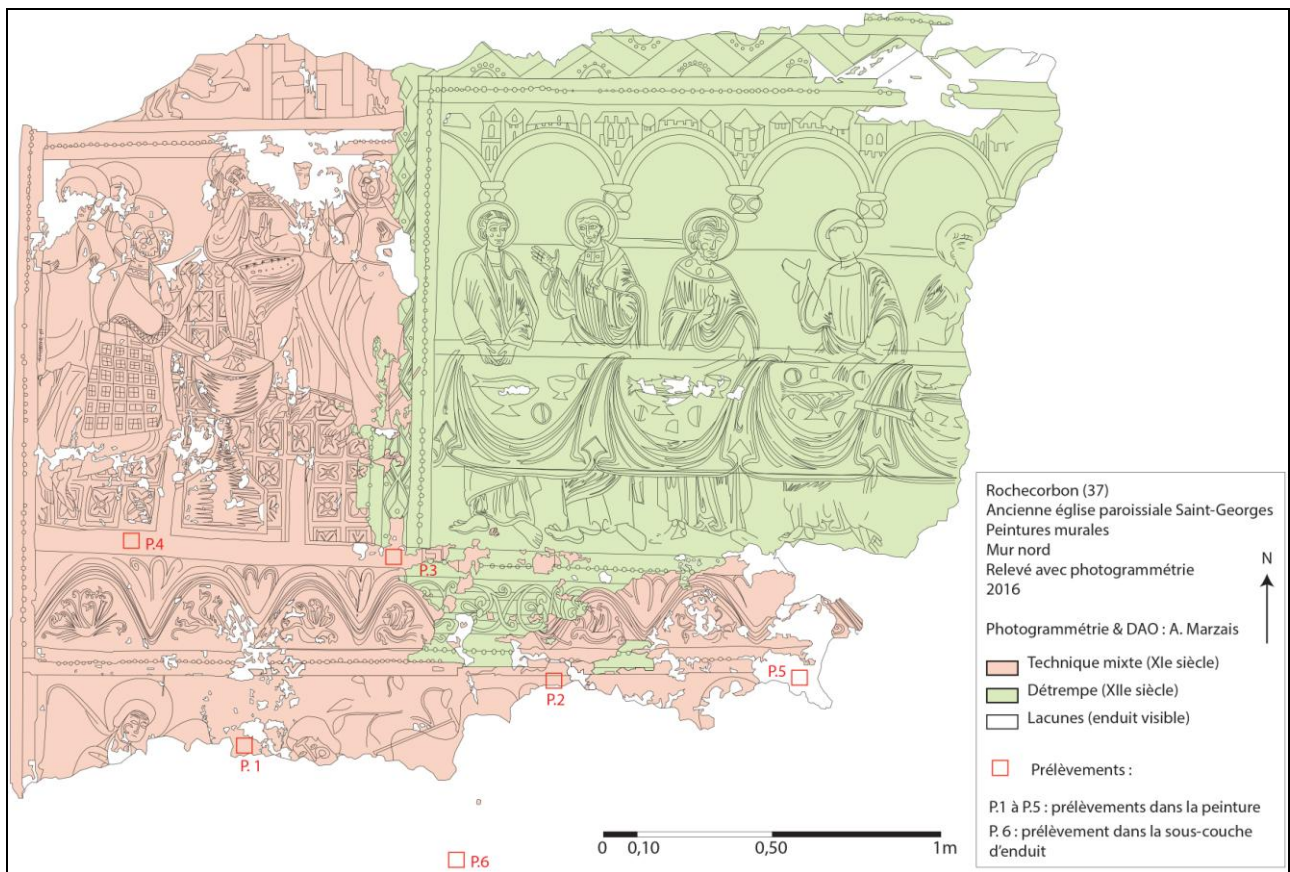 P.4
P.3
P.5
P.2
P. 1
P.6
0 0,10 0,50 1m
Rochecorbon (37)
Ancienne église paroissiale Saint-Georges
Peintures murales
Mur nord
Relevé avec photogrammétrie
2016
N
Photogrammétrie & DAO : A. Marzais
Technique mixte (XIe siècle)
Détrempe (XIIe siècle)
Lacunes (enduit visible)
Prélèvements :
P.1 à P.5 : prélèvements dans la peinture
P. 6 : prélèvement dans la sous-couche
d'enduit